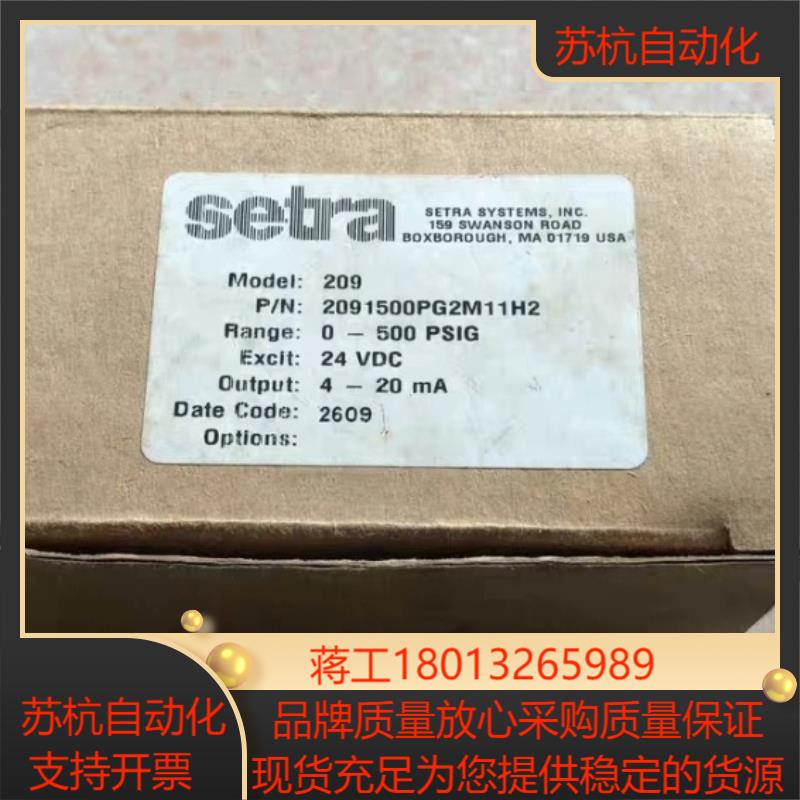 苏杭自动化
setra
SETRA SYSTEMS, INC.
159 SWANSON ROAD
BOXBOROUGH, MA 01719 USA
Model: 209
P/N: 2091500PG2M11H2
Range: 0 - 500 PSIG
Excit: 24 VDC
Output: 4 - 20 mA
Date Code: 2609
Options:
蒋工18013265989
苏杭自动化
支持开票
品牌质量放心采购质量保证
现货充足为您提供稳定的货源